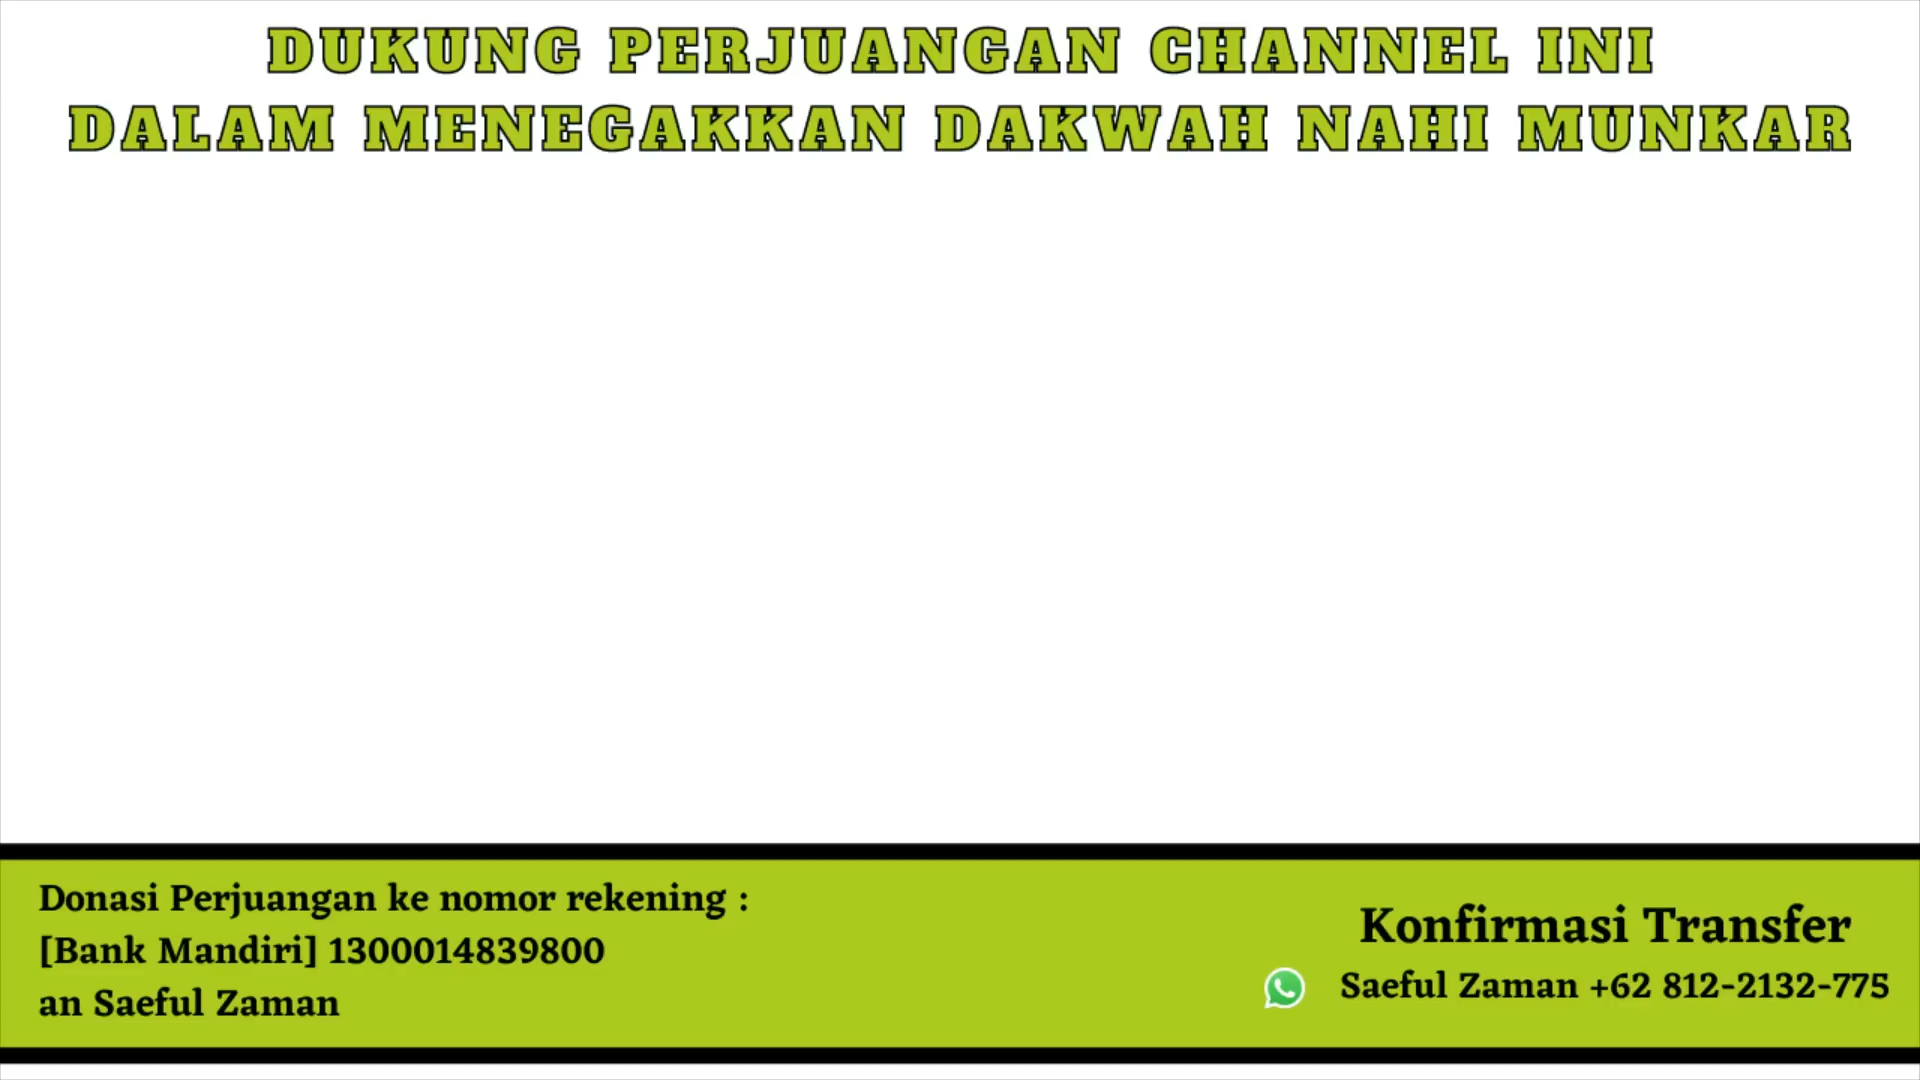 DUKUNG PERJUANGAN CHANNEL INI
DALAM MENEGAKKAN DAKWAH NAHI MUNKAR
Donasi Perjuangan ke nomor rekening :
[Bank Mandiri] 1300014839800
an Saeful Zaman
Konfirmasi Transfer
Saeful Zaman +62 812-2132-775